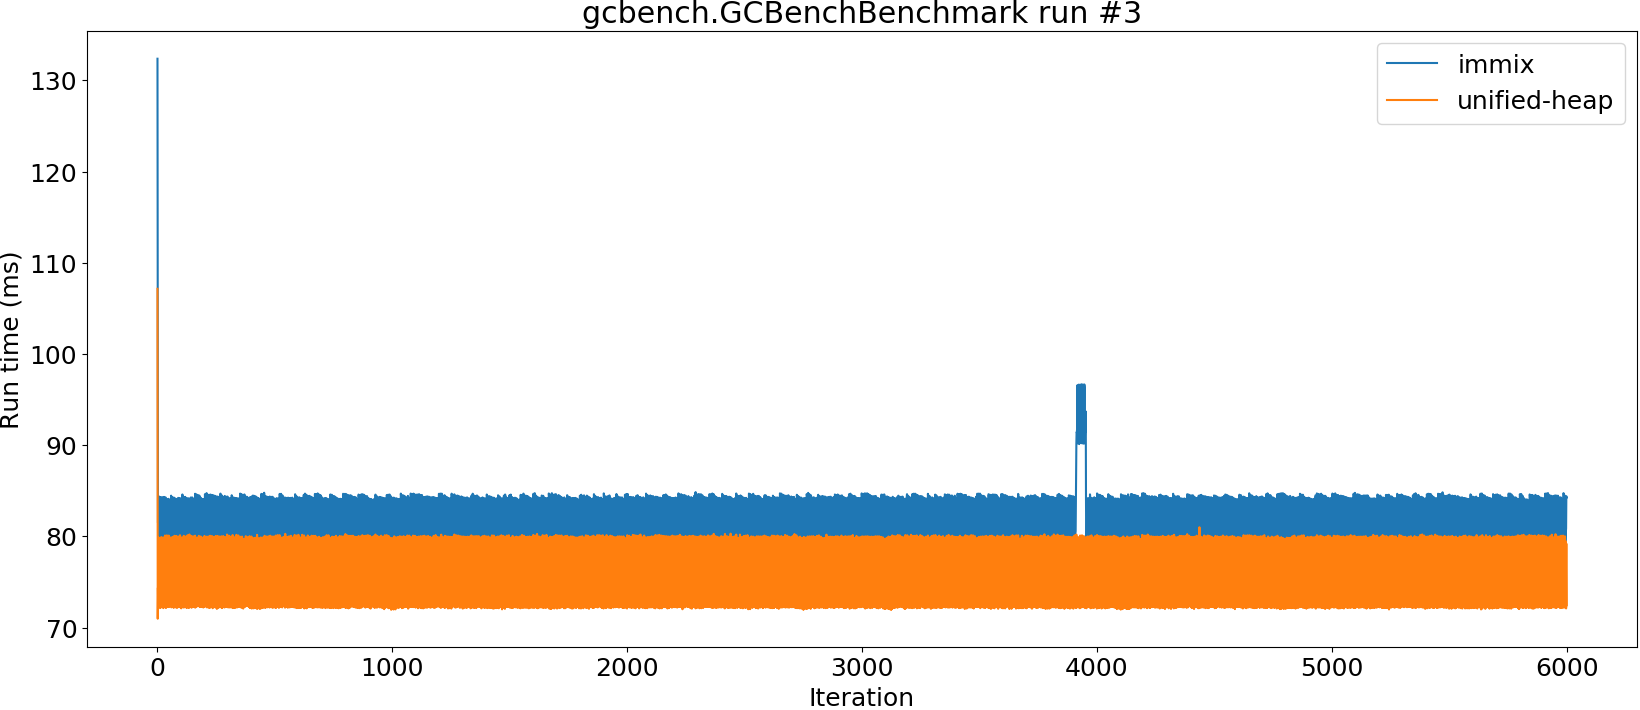 gcbench.GCBenchBenchmark run #3
immix
unified-heap
Run time (ms)
130
120
110
100
90
80
70
0 1000 2000 3000 4000 5000 6000
Iteration